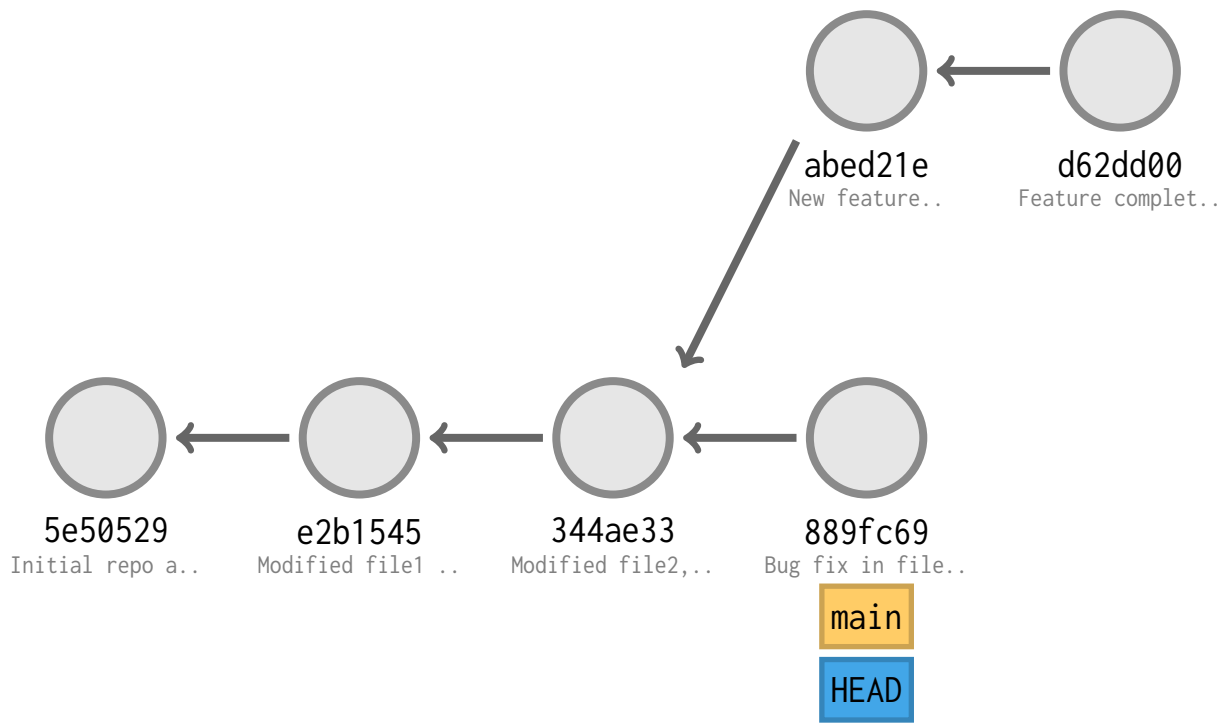 abed21e
New feature..
d62dd00
Feature complet..
5e50529
Initial repo a..
e2b1545
Modified file1 ..
344ae33
Modified file2,..
889fc69
Bug fix in file..
main
HEAD